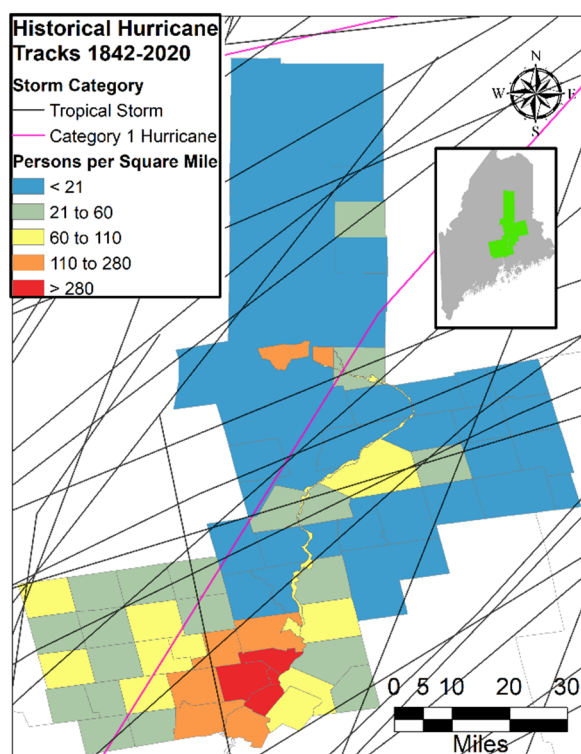 Historical Hurricane
Tracks 1842-2020
Storm Category
Tropical Storm
Category 1 Hurricane
Persons per Square Mile
< 21
21 to 60
60 to 110
110 to 280
> 280
N
W E
S
0 5 10 20 30
Miles